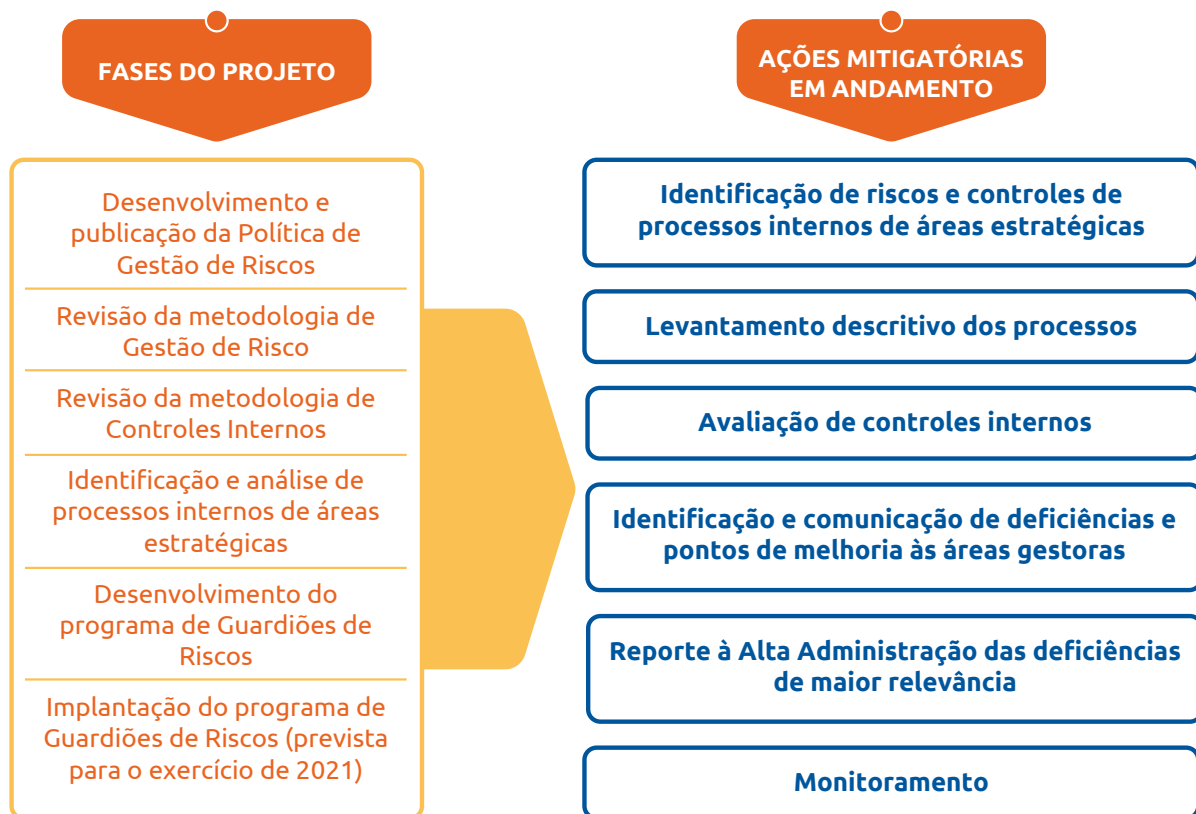 FASES DO PROJETO
Desenvolvimento e
publicação da Política de
Gestão de Riscos
Revisão da metodologia de
Gestão de Risco
Revisão da metodologia de
Controles Internos
Identificação e análise de
processos internos de áreas
estratégicas
Desenvolvimento do
programa de Guardiões de
Riscos
Implantação do programa de
Guardiões de Riscos (prevista
para o exercício de 2021)
AÇÕES MITIGATÓRIAS
EM ANDAMENTO
Identificação de riscos e controles de
processos internos de áreas estratégicas
Levantamento descritivo dos processos
Avaliação de controles internos
Identificação e comunicação de deficiências e
pontos de melhoria às áreas gestoras
Reporte à Alta Administração das deficiências
de maior relevância
Monitoramento